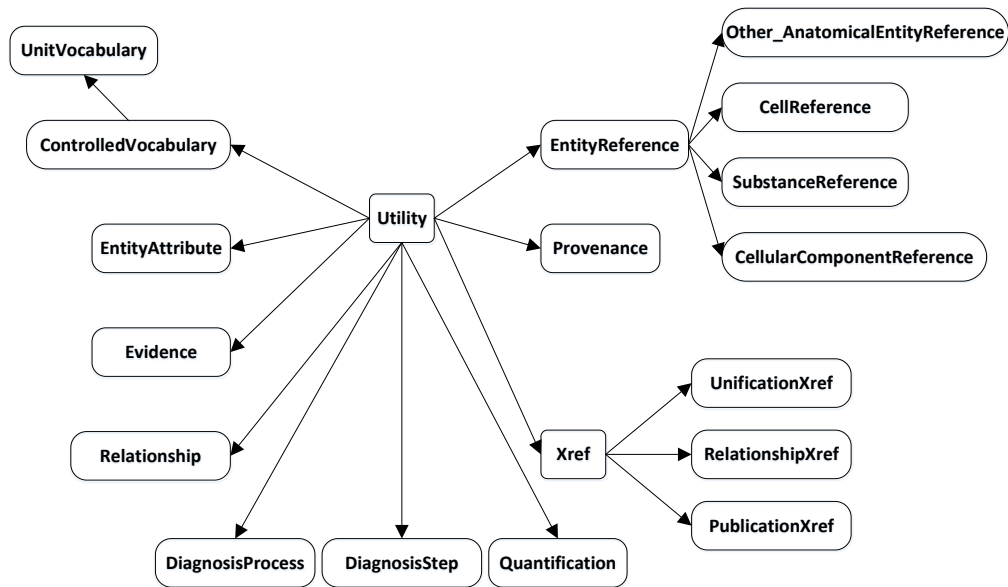 UnitVocabulary
Other_AnatomicalEntityReference
CellReference
ControlledVocabulary
EntityReference
SubstanceReference
Utility
EntityAttribute
Provenance
CellularComponentReference
Evidence
UnificationXref
Relationship
Xref
RelationshipXref
PublicationXref
DiagnosisProcess
DiagnosisStep
Quantification